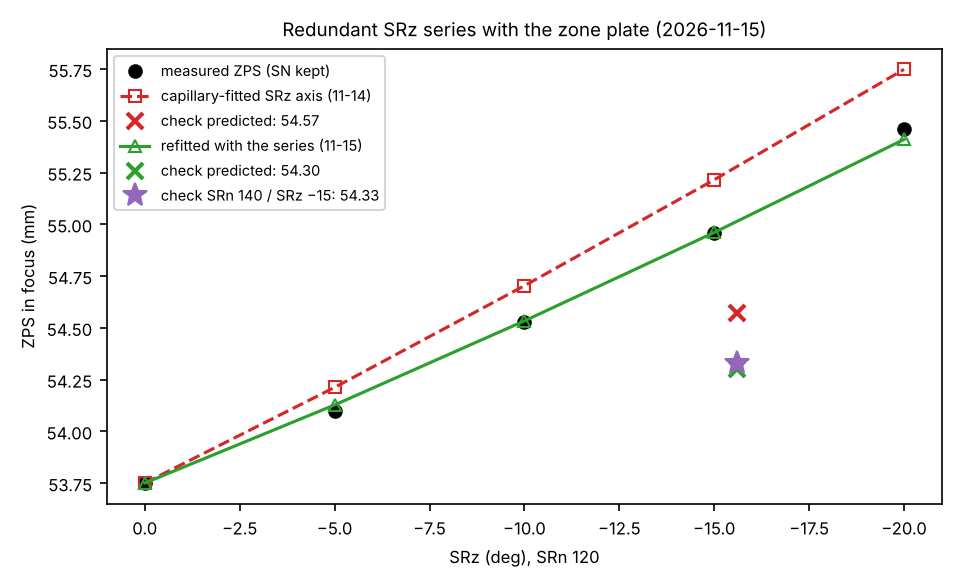 Redundant SRz series with the zone plate (2026-11-15)
measured ZPS (SN kept)
capillary-fitted SRz axis (11-14)
check predicted: 54.57
refitted with the series (11-15)
check predicted: 54.30
check SRn 140 / SRz −15: 54.33
ZPS in focus (mm)
55.75
55.50
55.25
55.00
54.75
54.50
54.25
54.00
53.75
0.0 −2.5 −5.0 −7.5 −10.0 −12.5 −15.0 −17.5 −20.0
SRz (deg), SRn 120